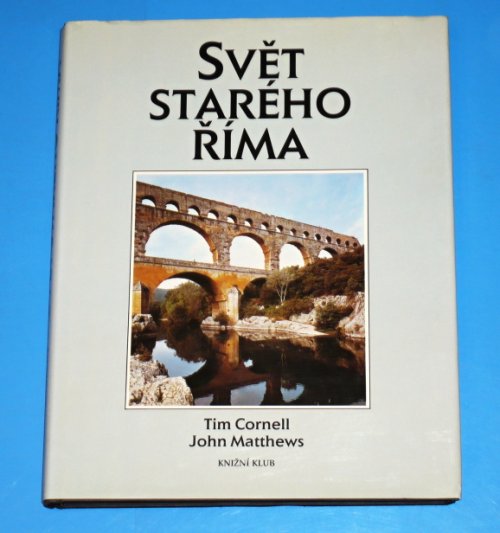 SVĚT
STARÉHO
ŘÍMA
Tim Cornell
John Matthews
KNIŽNÍ KLUB